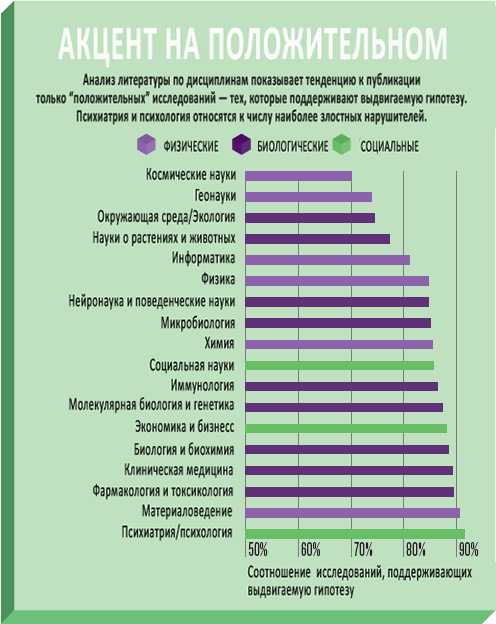 АКЦЕНТ НА ПОЛОЖИТЕЛЬНОМ
Анализ литературы по дисциплинам показывает тенденцию к публикации
только “положительных” исследований — тех, которые поддерживают выдвигаемую гипотезу.
Психиатрия и психология относятся к числу наиболее злостных нарушителей.
ФИЗИЧЕСКИЕ БИОЛОГИЧЕСКИЕ СОЦИАЛЬНЫЕ
Космические науки
Геонауки
Окружающая среда/Экология
Науки о растениях и животных
Информатика
Физика
Нейронаука и поведенческие науки
Микробиология
Химия
Социальная науки
Иммунология
Молекулярная биология и генетика
Экономика и бизнесс
Биология и биохимия
Клиническая медицина
Фармакология и токсикология
Материаловедение
Психиатрия/психология
50% 60% 70% 80% 90%
Соотношение исследований, поддерживающих
выдвигаемую гипотезу